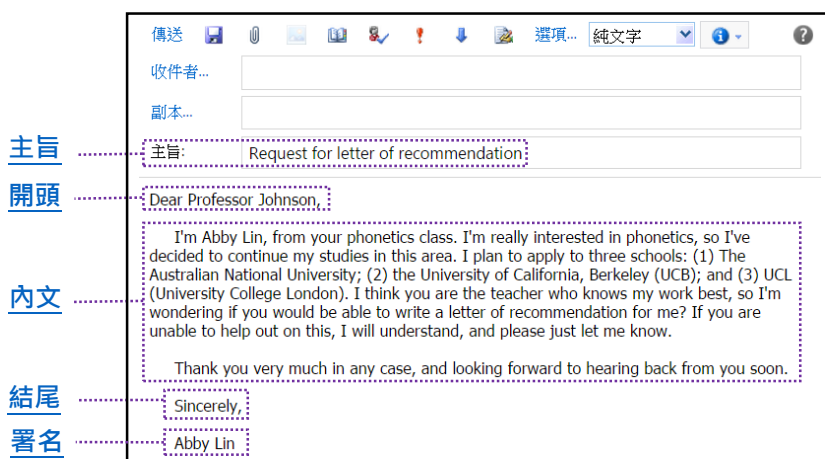 傳送 選項... 純文字
收件者...
副本...
主旨
主旨: Request for letter of recommendation
開頭
Dear Professor Johnson,
I'm Abby Lin, from your phonetics class. I'm really interested in phonetics, so I've
decided to continue my studies in this area. I plan to apply to three schools: (1) The
Australian National University; (2) the University of California, Berkeley (UCB); and (3) UCL
(University College London). I think you are the teacher who knows my work best, so I'm
內文
wondering if you would be able to write a letter of recommendation for me? If you are
unable to help out on this, I will understand, and please just let me know.
Thank you very much in any case, and looking forward to hearing back from you soon.
結尾
Sincerely,
署名
Abby Lin